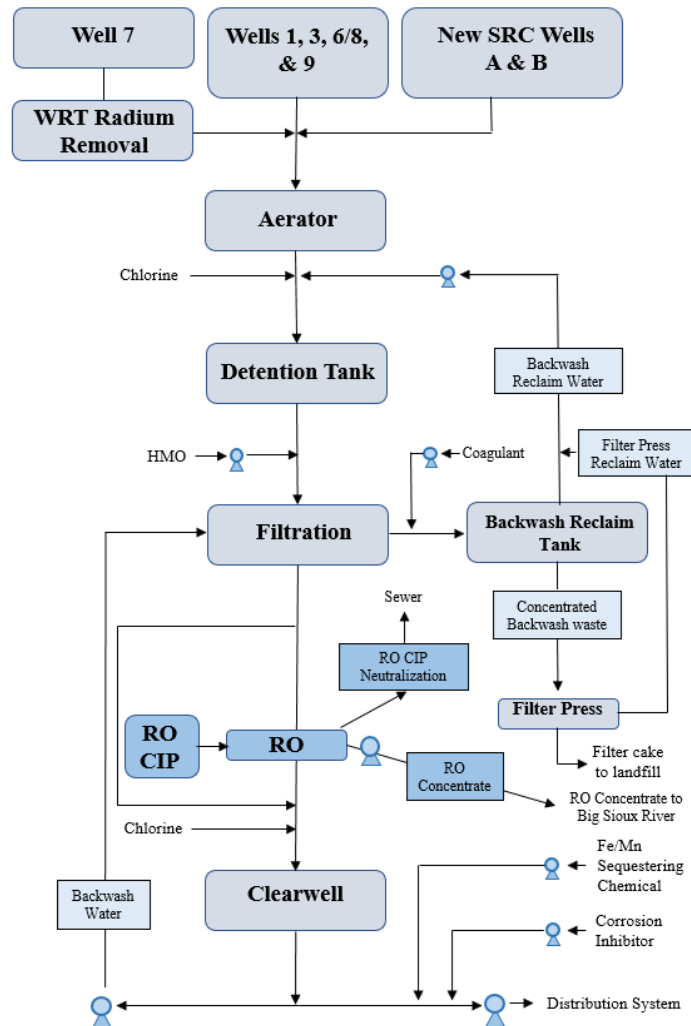 Well 7
Wells 1, 3, 6/8,
& 9
New SRC Wells
A & B
WRT Radium
Removal
Aerator
Chlorine
Backwash
Reclaim Water
Detention Tank
Filter Press
Reclaim Water
HMO
Coagulant
Filtration
Backwash Reclaim
Tank
Sewer
Concentrated
Backwash waste
RO CIP
Neutralization
Filter Press
RO
CIP
RO
RO
Concentrate
Filter cake
to landfill
RO Concentrate to
Big Sioux River
Chlorine
Fe/Mn
Sequestering
Chemical
Backwash
Water
Clearwell
Corrosion
Inhibitor
Distribution System